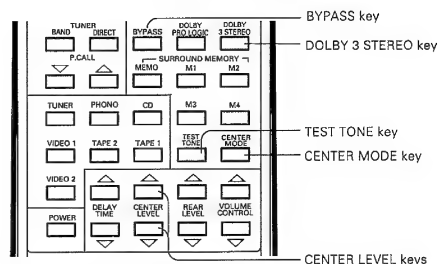 TUNER
BAND DIRECT BYPASS DOLBY PRO LOGIC DOLBY 3 STEREO
P.CALL
SURROUND MEMORY
MEMO M1 M2
TUNER PHONO CD M3 M4
VIDEO 1 TAPE 2 TAPE 1 TEST TONE CENTER MODE
VIDEO 2
POWER DELAY TIME CENTER LEVEL REAR LEVEL VOLUME CONTROL
BYPASS key
DOLBY 3 STEREO key
TEST TONE key
CENTER MODE key
CENTER LEVEL keys